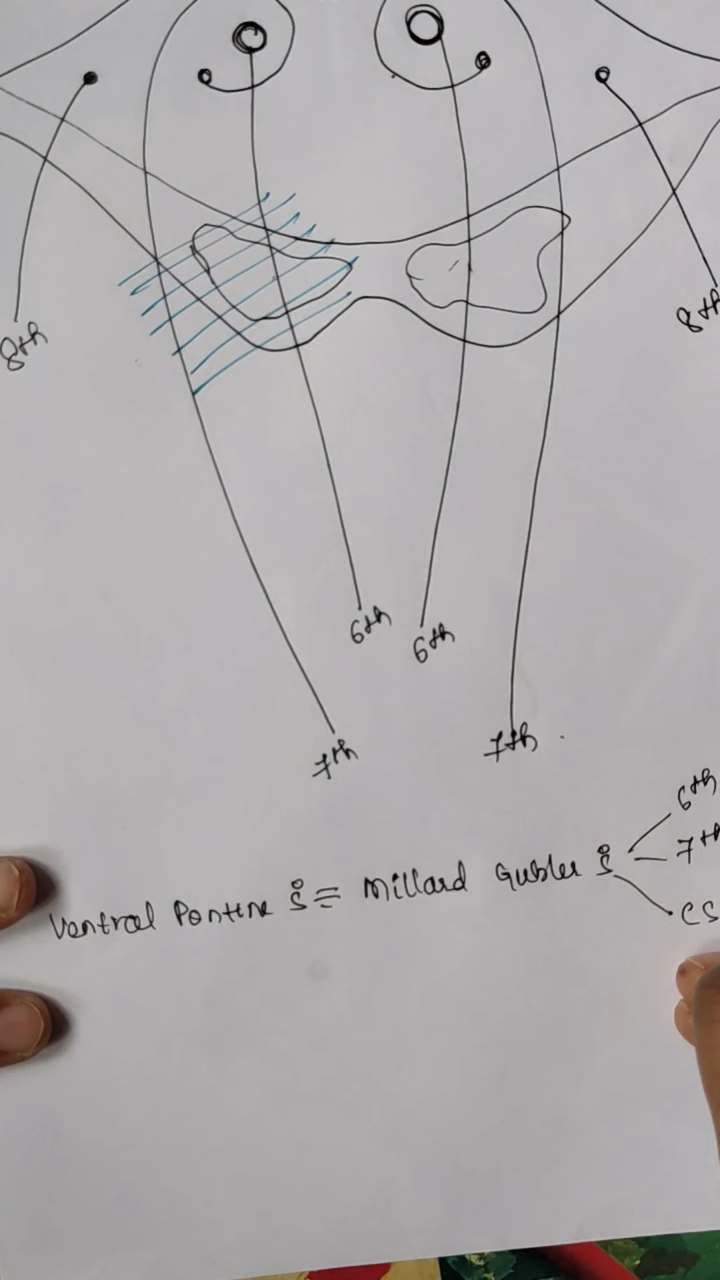 8th
8th
6th
6th
7th
7th
6th
Ventral Pontine S̊ = Millard Gubler S̊
7th
CS